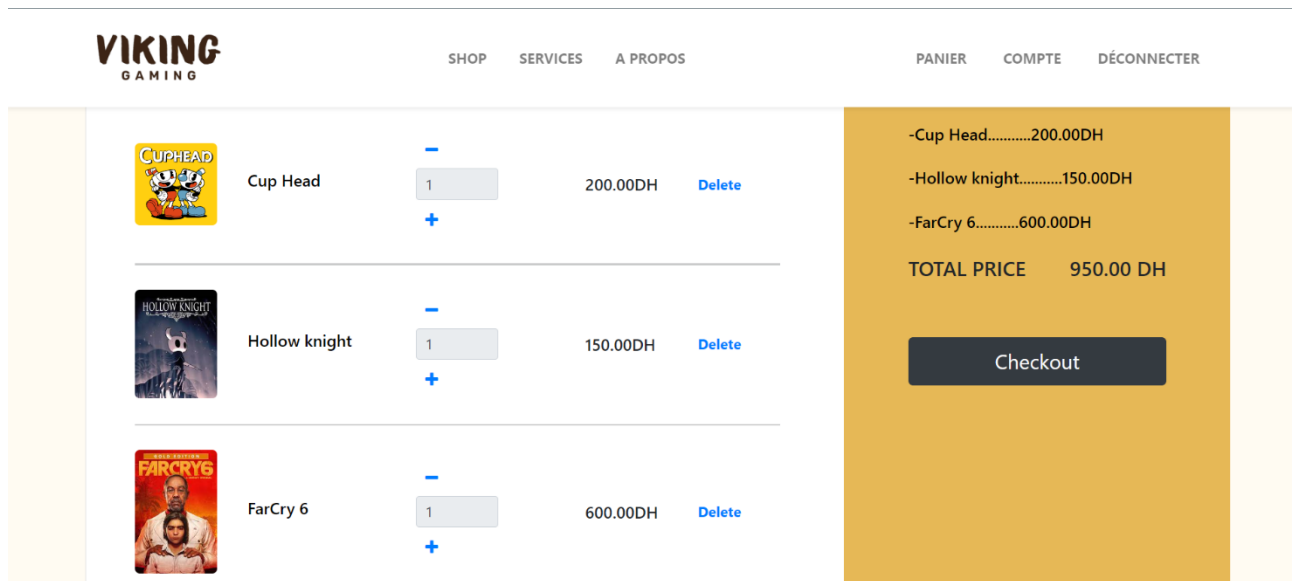 VIKING
GAMING
SHOP SERVICES A PROPOS PANIER COMPTE DÉCONNECTER
CUPHEAD
Cup Head
1
200.00DH
Delete
HOLLOW KNIGHT
Hollow knight
1
150.00DH
Delete
GOLD EDITION
FARCRY6
FarCry 6
1
600.00DH
Delete
-Cup Head...........200.00DH
-Hollow knight...........150.00DH
-FarCry 6...........600.00DH
TOTAL PRICE 950.00 DH
Checkout